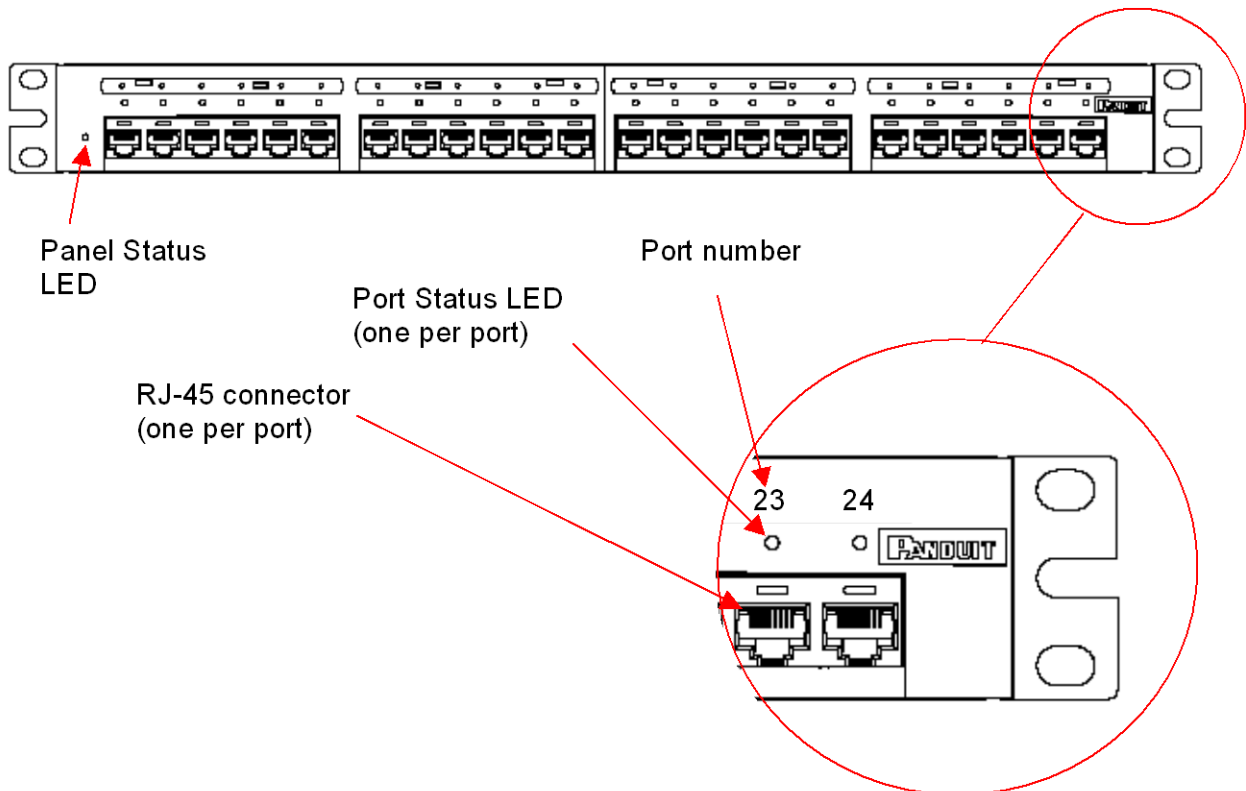 PANDUIT
Panel Status
LED
Port number
Port Status LED
(one per port)
RJ-45 connector
(one per port)
23 24
PANDUIT